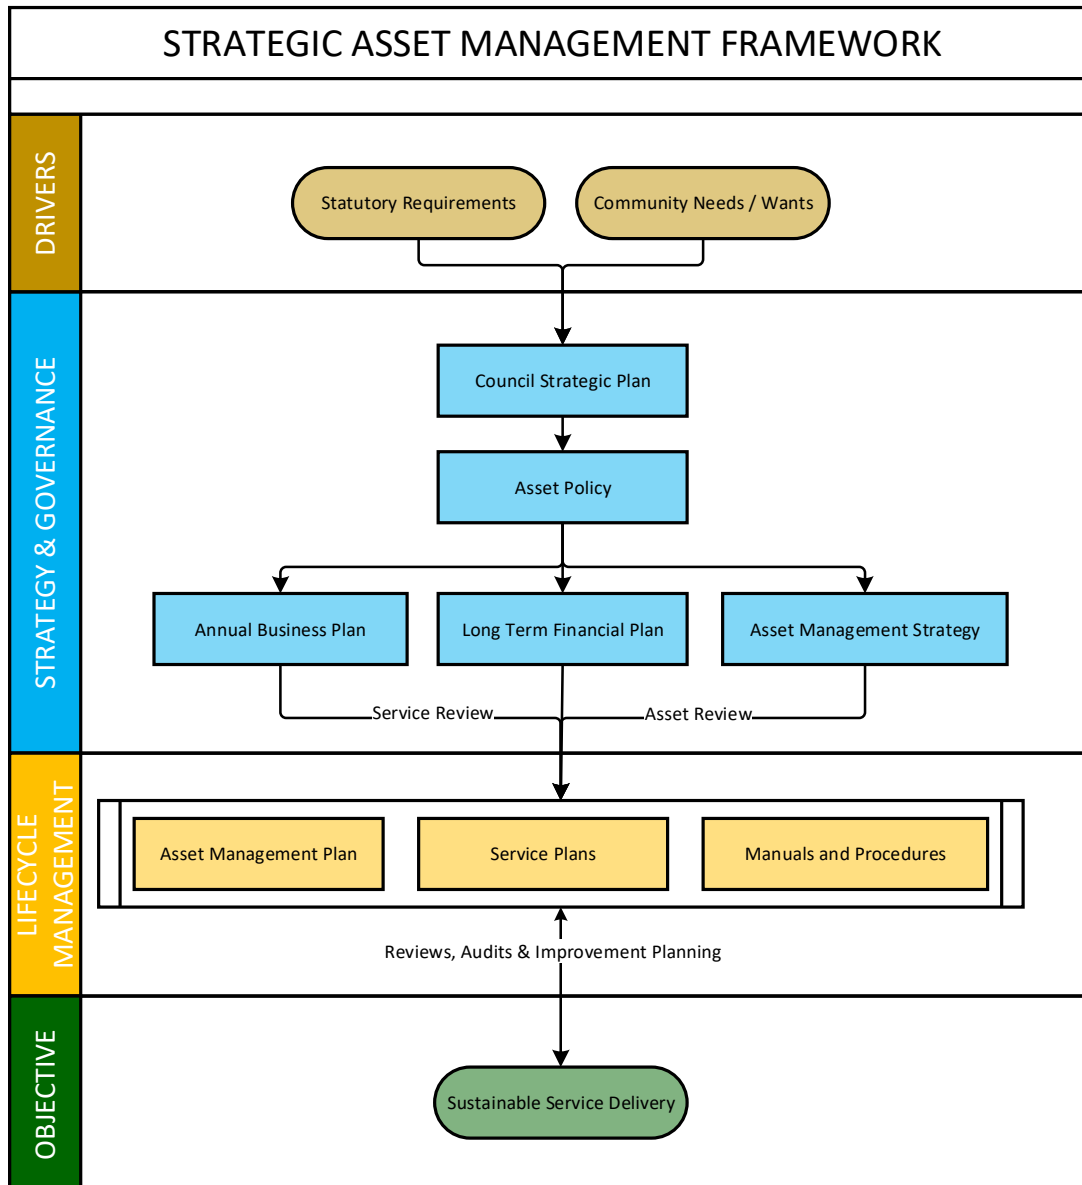 STRATEGIC ASSET MANAGEMENT FRAMEWORK
DRIVERS
Statutory Requirements
Community Needs / Wants
STRATEGY & GOVERNANCE
Council Strategic Plan
Asset Policy
Annual Business Plan
Long Term Financial Plan
Asset Management Strategy
Service Review
Asset Review
LIFECYCLE
MANAGEMENT
Asset Management Plan
Service Plans
Manuals and Procedures
Reviews, Audits & Improvement Planning
OBJECTIVE
Sustainable Service Delivery